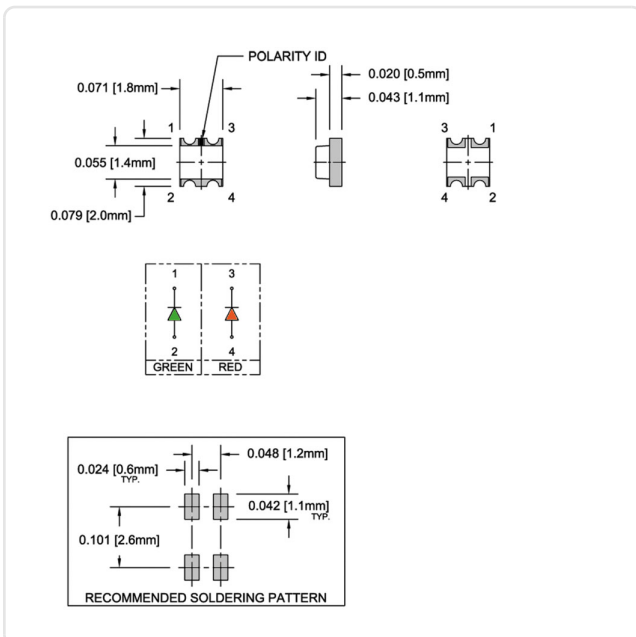 POLARITY ID
0.071 [1.8mm]
0.020 [0.5mm]
0.043 [1.1mm]
1 3
3 1
0.055 [1.4mm]
2 4
4 2
0.079 [2.0mm]
1 3
2 4
GREEN RED
0.048 [1.2mm]
0.024 [0.6mm]
TYP.
0.042 [1.1mm]
TYP.
0.101 [2.6mm]
RECOMMENDED SOLDERING PATTERN